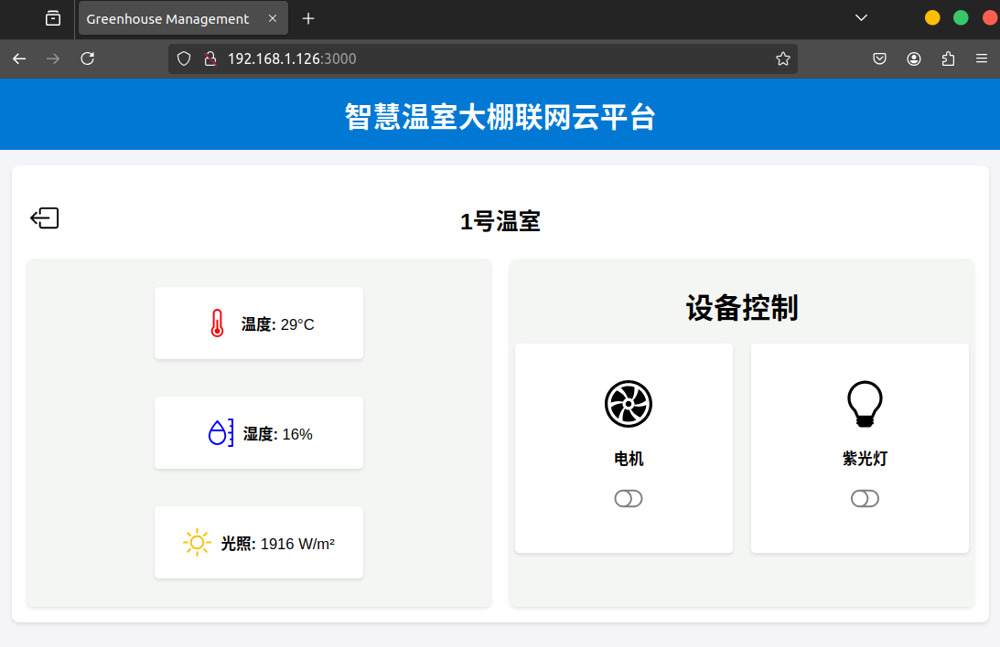 Greenhouse Management
192.168.1.126:3000
智慧温室大棚联网云平台
1号温室
温度: 29°C
湿度: 16%
光照: 1916 W/m²
设备控制
电机
紫光灯